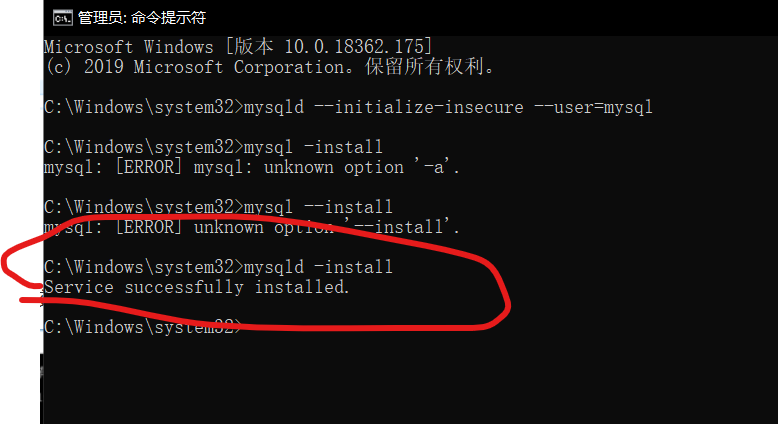 管理员: 命令提示符
Microsoft Windows [版本 10.0.18362.175]
(c) 2019 Microsoft Corporation。保留所有权利。
C:\Windows\system32>mysqld --initialize-insecure --user=mysql
C:\Windows\system32>mysql -install
mysql: [ERROR] mysql: unknown option '-a'.
C:\Windows\system32>mysql --install
mysql: [ERROR] unknown option '--install'.
C:\Windows\system32>mysqld -install
Service successfully installed.
C:\Windows\system32>